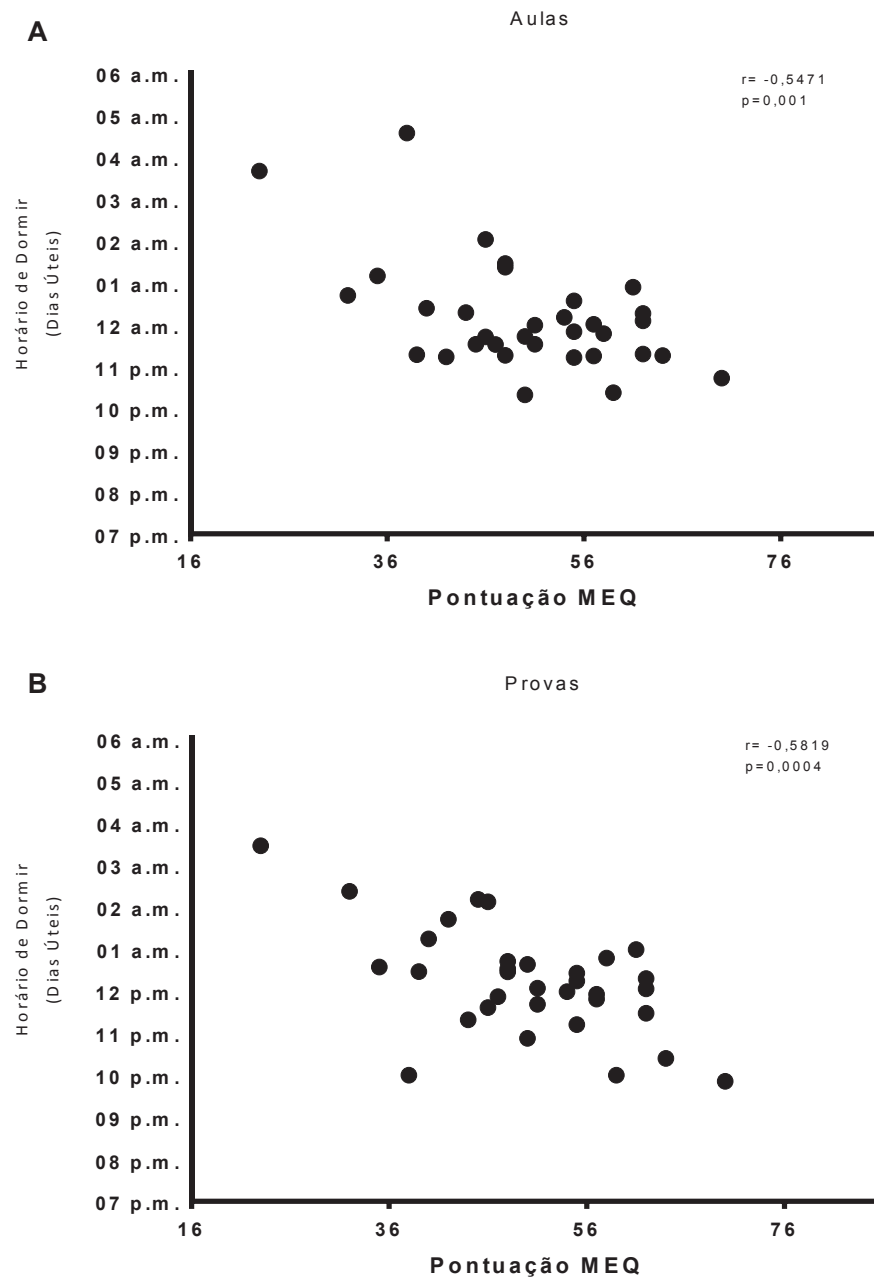 A
Aulas
r= -0,5471
p=0,001
06 a.m.
05 a.m.
04 a.m.
03 a.m.
02 a.m.
01 a.m.
12 a.m.
11 p.m.
10 p.m.
09 p.m.
08 p.m.
07 p.m.
Horário de Dormir
(Dias Úteis)
16 36 56 76
Pontuação MEQ
B
Provas
r= -0,5819
p=0,0004
06 a.m.
05 a.m.
04 a.m.
03 a.m.
02 a.m.
01 a.m.
12 p.m.
11 p.m.
10 p.m.
09 p.m.
08 p.m.
07 p.m.
Horário de Dormir
(Dias Úteis)
16 36 56 76
Pontuação MEQ